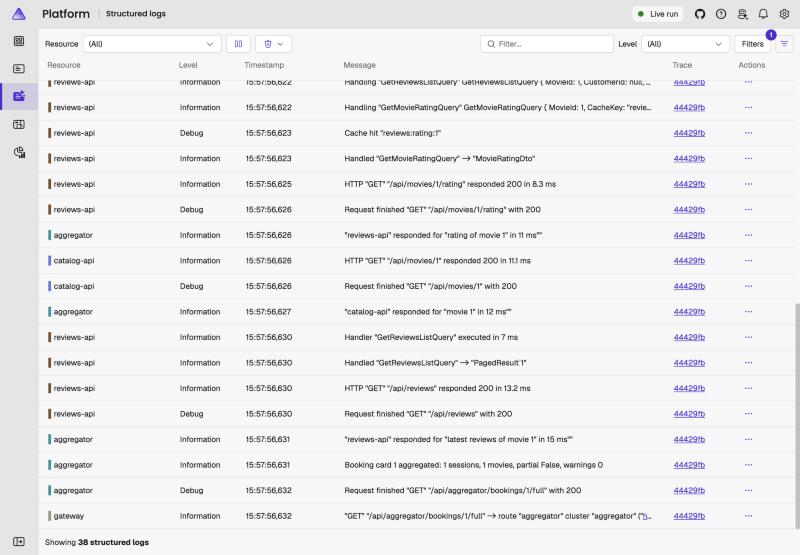 Platform Structured logs Live run
Resource (All) Filter... Level (All) Filters 1
Resource Level Timestamp Message Trace Actions
reviews-api Information 15:57:56,622 Handling "GetReviewsListQuery" GetReviewsListQuery { MovieId: 1, CustomerId: null, ... 44429fb
reviews-api Information 15:57:56,622 Handling "GetMovieRatingQuery" GetMovieRatingQuery { MovieId: 1, CacheKey: "revie... 44429fb
reviews-api Debug 15:57:56,623 Cache hit "reviews:rating:1" 44429fb
reviews-api Information 15:57:56,623 Handled "GetMovieRatingQuery" → "MovieRatingDto" 44429fb
reviews-api Information 15:57:56,625 HTTP "GET" "/api/movies/1/rating" responded 200 in 8.3 ms 44429fb
reviews-api Debug 15:57:56,626 Request finished "GET" "/api/movies/1/rating" with 200 44429fb
aggregator Information 15:57:56,626 "reviews-api" responded for "rating of movie 1" in 11 ms"" 44429fb
catalog-api Information 15:57:56,626 HTTP "GET" "/api/movies/1" responded 200 in 11.1 ms 44429fb
catalog-api Debug 15:57:56,626 Request finished "GET" "/api/movies/1" with 200 44429fb
aggregator Information 15:57:56,627 "catalog-api" responded for "movie 1" in 12 ms"" 44429fb
reviews-api Information 15:57:56,630 Handler "GetReviewsListQuery" executed in 7 ms 44429fb
reviews-api Information 15:57:56,630 Handled "GetReviewsListQuery" → "PagedResult`1" 44429fb
reviews-api Information 15:57:56,630 HTTP "GET" "/api/reviews" responded 200 in 13.2 ms 44429fb
reviews-api Debug 15:57:56,630 Request finished "GET" "/api/reviews" with 200 44429fb
aggregator Information 15:57:56,631 "reviews-api" responded for "latest reviews of movie 1" in 15 ms"" 44429fb
aggregator Information 15:57:56,631 Booking card 1 aggregated: 1 sessions, 1 movies, partial False, warnings 0 44429fb
aggregator Debug 15:57:56,632 Request finished "GET" "/api/aggregator/bookings/1/full" with 200 44429fb
gateway Information 15:57:56,632 "GET" "/api/aggregator/bookings/1/full" → route "aggregator" cluster "aggregator" ("h... 44429fb
Showing 38 structured logs